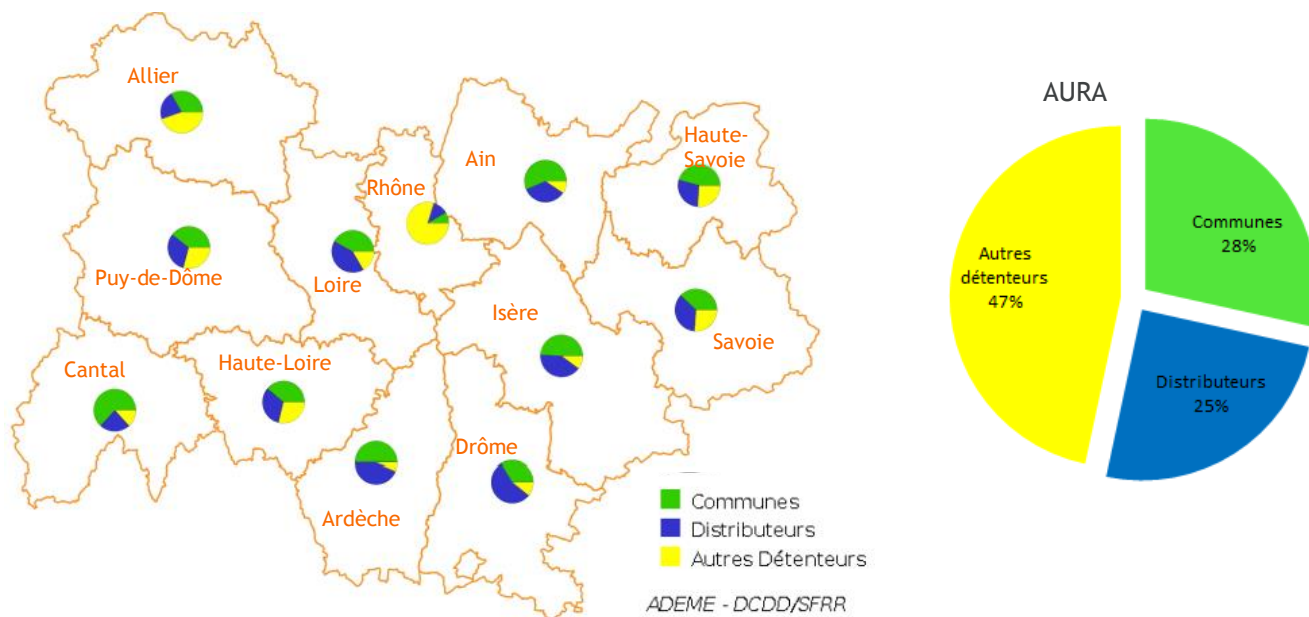 Allier
Ain
Haute-
Savoie
Rhône
Puy-de-Dôme
Loire
Isère
Savoie
Cantal
Haute-Loire
Drôme
Ardèche
Communes
Distributeurs
Autres Détenteurs
ADEME - DCDD/SFRR
AURA
Communes
28%
Autres
détenteurs
47%
Distributeurs
25%